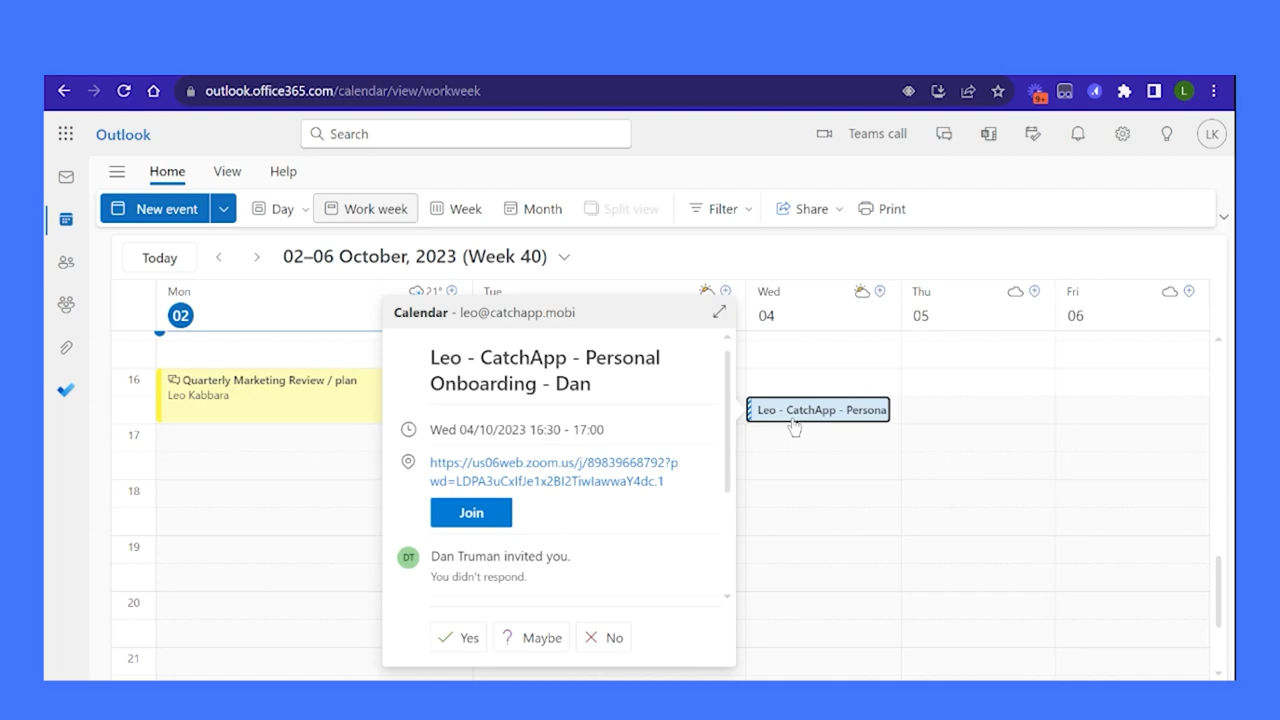 outlook.office365.com/calendar/view/workweek
9+
L
Outlook
Search
Teams call
LK
Home View Help
New event Day Work week Week Month Split view Filter Share Print
Today 02–06 October, 2023 (Week 40)
Mon 21° Tue Wed Thu Fri
02 04 05 06
Calendar - leo@catchapp.mobi
Leo - CatchApp - Personal
Onboarding - Dan
Wed 04/10/2023 16:30 - 17:00
https://us06web.zoom.us/j/89839668792?p
wd=LDPA3uCxIfJe1x2BI2TiwIawwaY4dc.1
Join
DT Dan Truman invited you.
You didn't respond.
Yes ? Maybe No
16 Quarterly Marketing Review / plan
Leo Kabbara
Leo - CatchApp - Persona
17
18
19
20
21